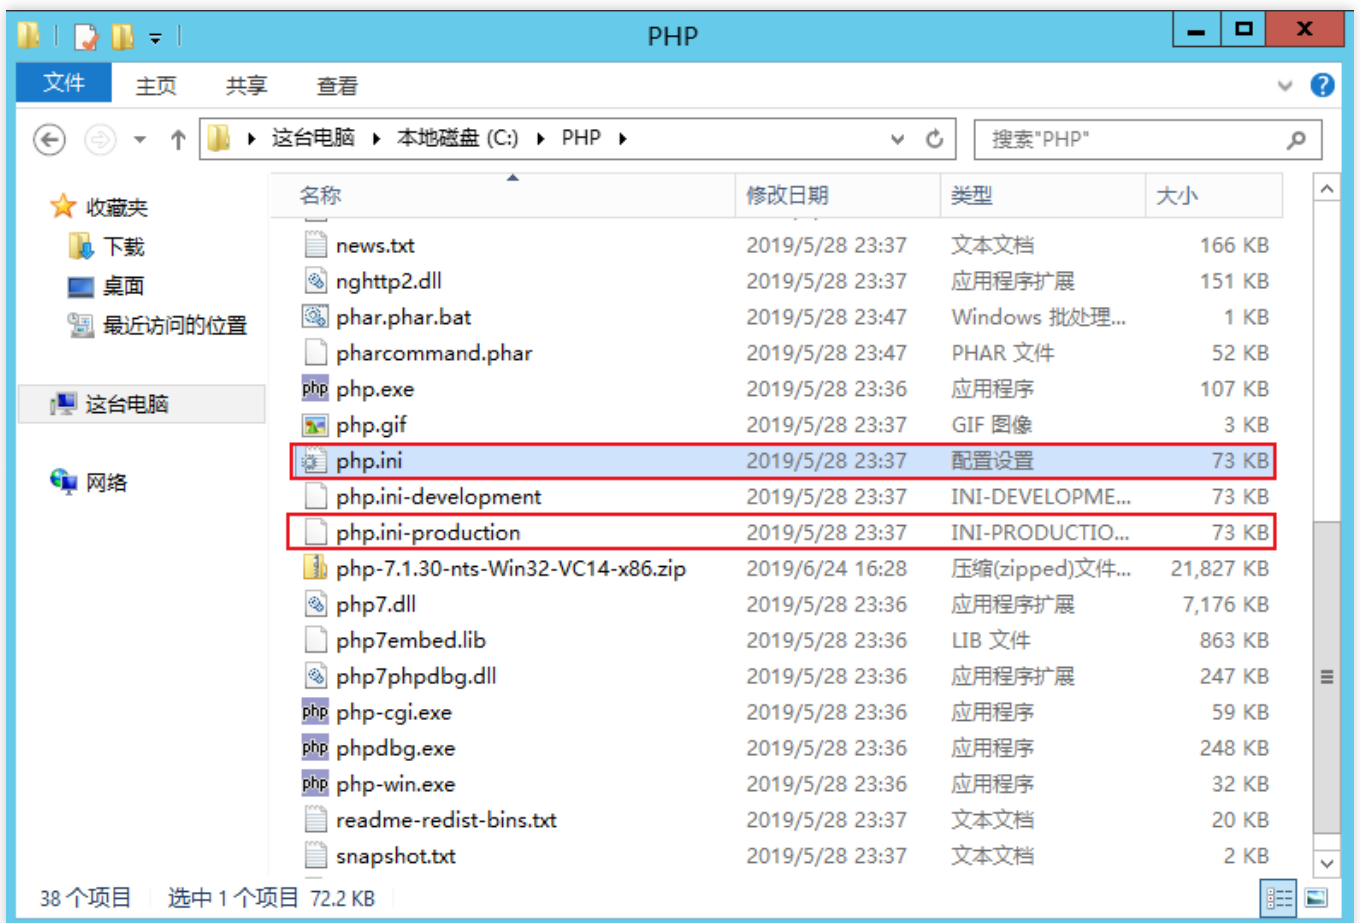 PHP
文件 主页 共享 查看
这台电脑 本地磁盘 (C:) PHP 搜索"PHP"
收藏夹
下载
桌面
最近访问的位置
这台电脑
网络
名称 修改日期 类型 大小
news.txt 2019/5/28 23:37 文本文档 166 KB
nghttp2.dll 2019/5/28 23:37 应用程序扩展 151 KB
phar.phar.bat 2019/5/28 23:47 Windows 批处理... 1 KB
pharcommand.phar 2019/5/28 23:47 PHAR 文件 52 KB
php php.exe 2019/5/28 23:36 应用程序 107 KB
php.gif 2019/5/28 23:37 GIF 图像 3 KB
php.ini 2019/5/28 23:37 配置设置 73 KB
php.ini-development 2019/5/28 23:37 INI-DEVELOPME... 73 KB
php.ini-production 2019/5/28 23:37 INI-PRODUCTIO... 73 KB
php-7.1.30-nts-Win32-VC14-x86.zip 2019/6/24 16:28 压缩(zipped)文件... 21,827 KB
php7.dll 2019/5/28 23:36 应用程序扩展 7,176 KB
php7embed.lib 2019/5/28 23:36 LIB 文件 863 KB
php7phpdbg.dll 2019/5/28 23:36 应用程序扩展 247 KB
php php-cgi.exe 2019/5/28 23:36 应用程序 59 KB
php phpdbg.exe 2019/5/28 23:36 应用程序 248 KB
php php-win.exe 2019/5/28 23:36 应用程序 32 KB
readme-redist-bins.txt 2019/5/28 23:37 文本文档 20 KB
snapshot.txt 2019/5/28 23:37 文本文档 2 KB
38 个项目 选中 1 个项目 72.2 KB